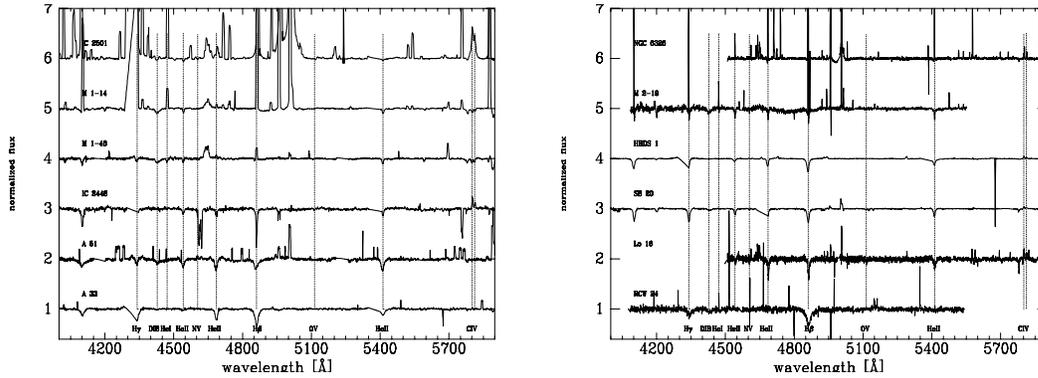 7
6
5
4
3
2
1
normalized flux
IC 2501
M 1-14
M 1-46
IC 2448
A 51
A 33
Hγ DIB HeI HeII NV HeII Hβ OV HeII CIV
4200 4500 4800 5100 5400 5700
wavelength [Å]
7
6
5
4
3
2
1
normalized flux
NGC 6326
M 2-19
HBDS 1
SB 20
Lo 16
RCW 24
Hγ DIB HeI HeII NV HeII Hβ OV HeII CIV
4200 4500 4800 5100 5400 5700
wavelength [Å]